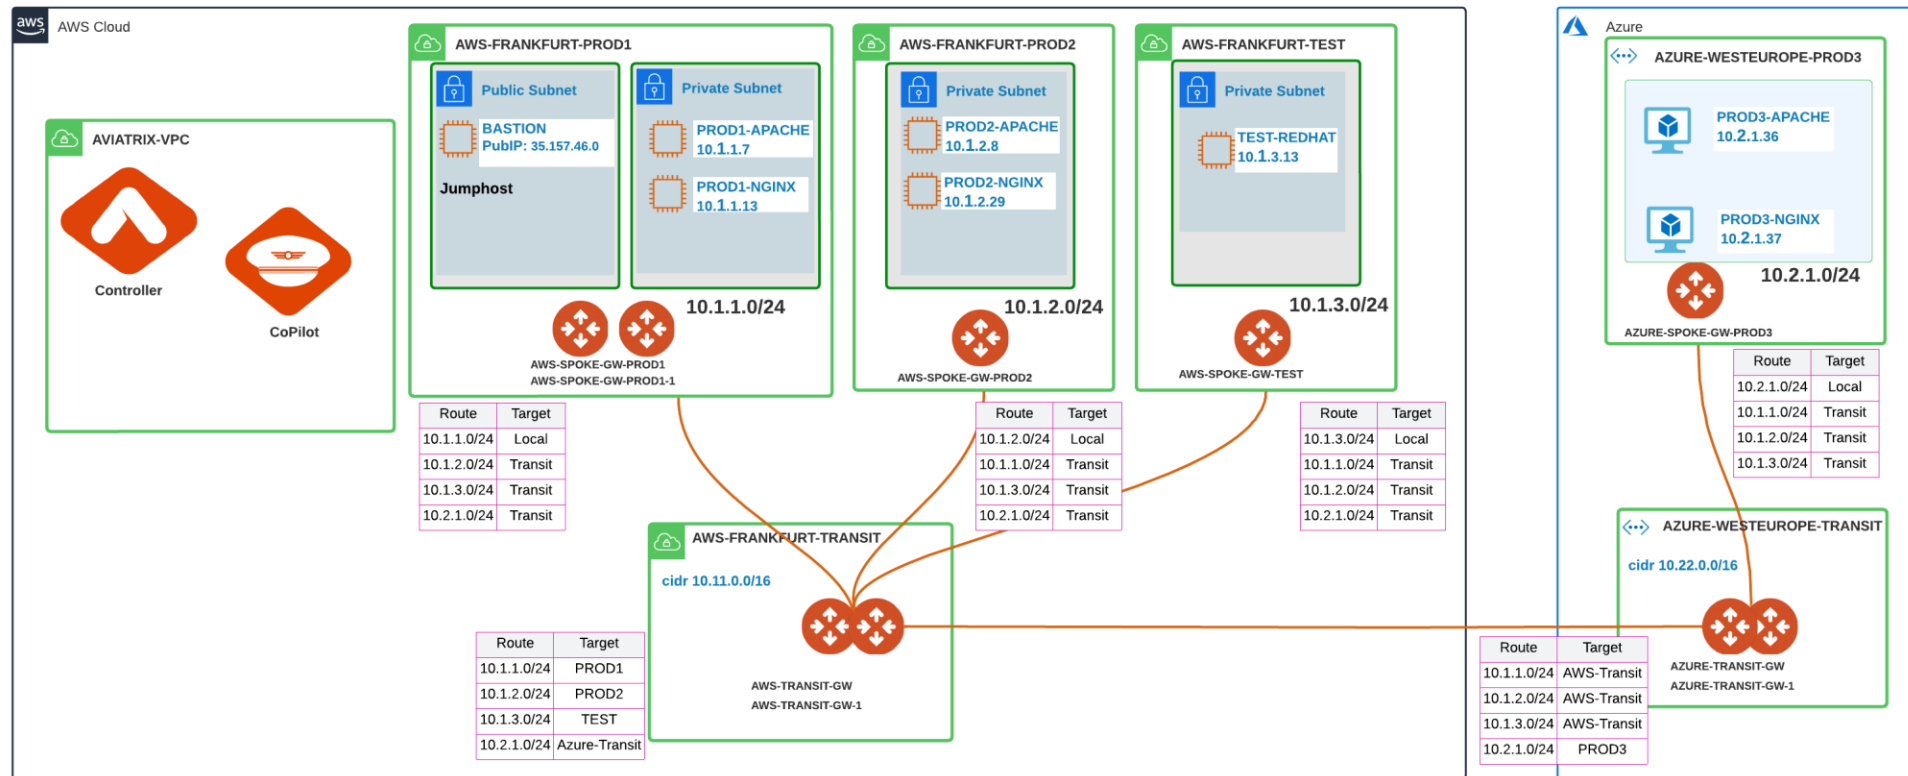 aws
AWS Cloud
AVIATRIX-VPC
Controller
CoPilot
AWS-FRANKFURT-PROD1
Public Subnet
BASTION
PubIP: 35.157.46.0
Jumphost
Private Subnet
PROD1-APACHE
10.1.1.7
PROD1-NGINX
10.1.1.13
10.1.1.0/24
AWS-SPOKE-GW-PROD1
AWS-SPOKE-GW-PROD1-1
Route Target
10.1.1.0/24 Local
10.1.2.0/24 Transit
10.1.3.0/24 Transit
10.2.1.0/24 Transit
AWS-FRANKFURT-PROD2
Private Subnet
PROD2-APACHE
10.1.2.8
PROD2-NGINX
10.1.2.29
10.1.2.0/24
AWS-SPOKE-GW-PROD2
Route Target
10.1.2.0/24 Local
10.1.1.0/24 Transit
10.1.3.0/24 Transit
10.2.1.0/24 Transit
AWS-FRANKFURT-TEST
Private Subnet
TEST-REDHAT
10.1.3.13
10.1.3.0/24
AWS-SPOKE-GW-TEST
Route Target
10.1.3.0/24 Local
10.1.1.0/24 Transit
10.1.2.0/24 Transit
10.2.1.0/24 Transit
AWS-FRANKFURT-TRANSIT
cidr 10.11.0.0/16
AWS-TRANSIT-GW
AWS-TRANSIT-GW-1
Route Target
10.1.1.0/24 PROD1
10.1.2.0/24 PROD2
10.1.3.0/24 TEST
10.2.1.0/24 Azure-Transit
Azure
AZURE-WESTEUROPE-PROD3
PROD3-APACHE
10.2.1.36
PROD3-NGINX
10.2.1.37
10.2.1.0/24
AZURE-SPOKE-GW-PROD3
Route Target
10.2.1.0/24 Local
10.1.1.0/24 Transit
10.1.2.0/24 Transit
10.1.3.0/24 Transit
AZURE-WESTEUROPE-TRANSIT
cidr 10.22.0.0/16
AZURE-TRANSIT-GW
AZURE-TRANSIT-GW-1
Route Target
10.1.1.0/24 AWS-Transit
10.1.2.0/24 AWS-Transit
10.1.3.0/24 AWS-Transit
10.2.1.0/24 PROD3